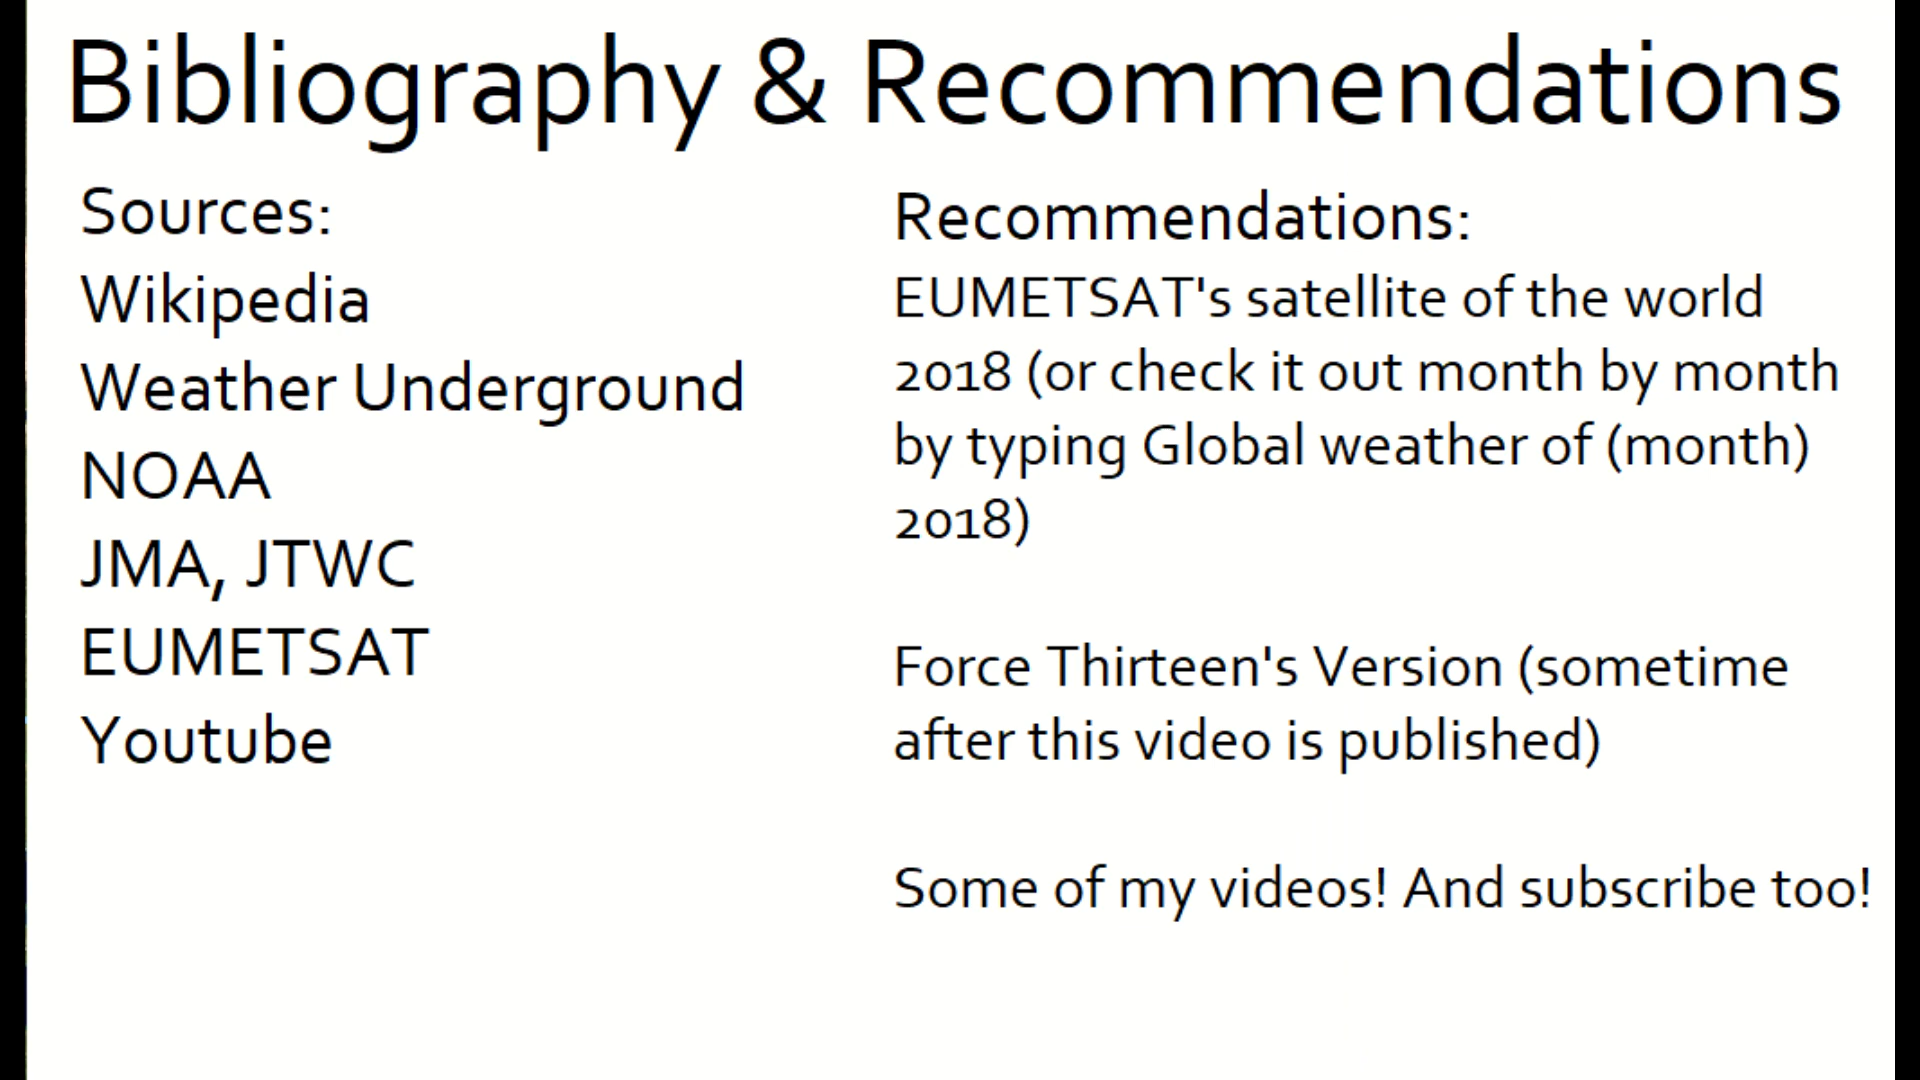 Bibliography & Recommendations
Sources:
Wikipedia
Weather Underground
NOAA
JMA, JTWC
EUMETSAT
Youtube
Recommendations:
EUMETSAT's satellite of the world
2018 (or check it out month by month
by typing Global weather of (month)
2018)
Force Thirteen's Version (sometime
after this video is published)
Some of my videos! And subscribe too!